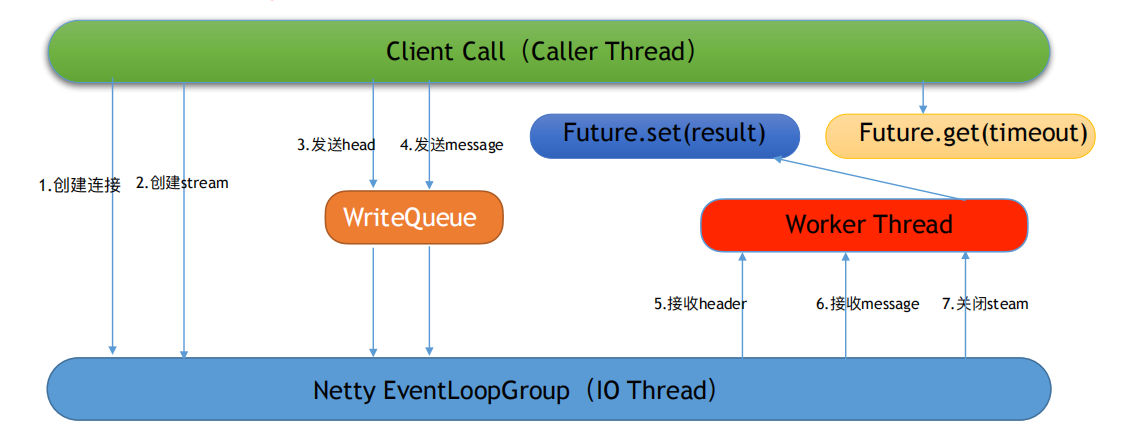 Client Call（Caller Thread）
Future.set(result)
Future.get(timeout)
3.发送head
4.发送message
1.创建连接
2.创建stream
WriteQueue
Worker Thread
5.接收header
6.接收message
7.关闭steam
Netty EventLoopGroup（IO Thread）